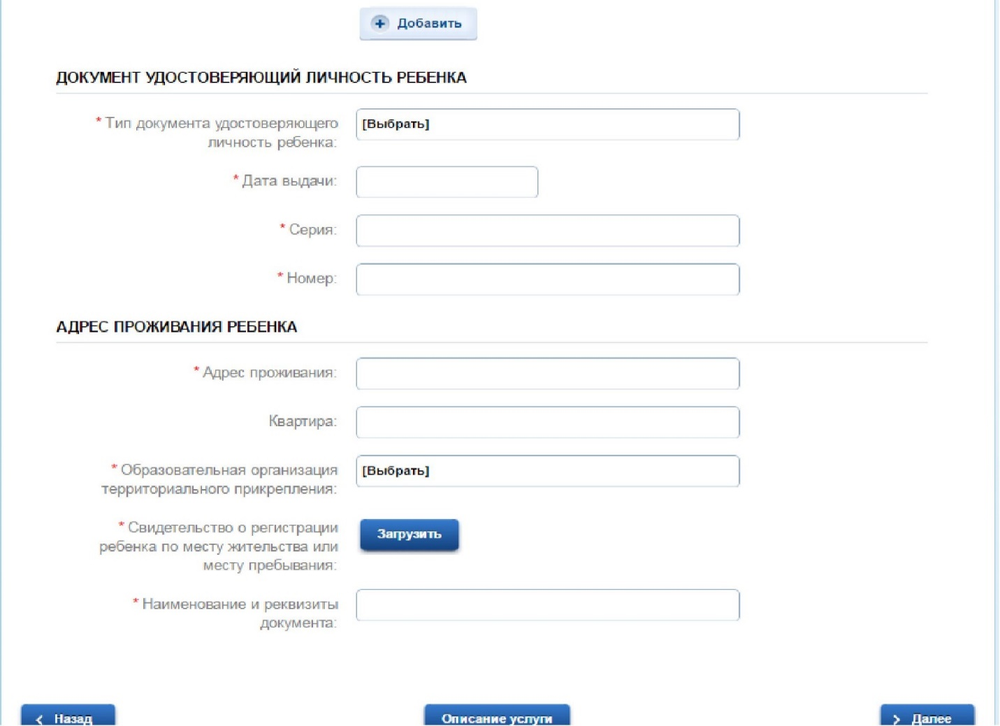 Добавить
ДОКУМЕНТ УДОСТОВЕРЯЮЩИЙ ЛИЧНОСТЬ РЕБЕНКА
* Тип документа удостоверяющего
личность ребенка:
[Выбрать]
* Дата выдачи:
* Серия:
* Номер:
АДРЕС ПРОЖИВАНИЯ РЕБЕНКА
* Адрес проживания:
Квартира:
* Образовательная организация
территориального прикрепления:
[Выбрать]
* Свидетельство о регистрации
ребенка по месту жительства или
месту пребывания:
Загрузить
* Наименование и реквизиты
документа:
Назад
Описание услуги
Далее